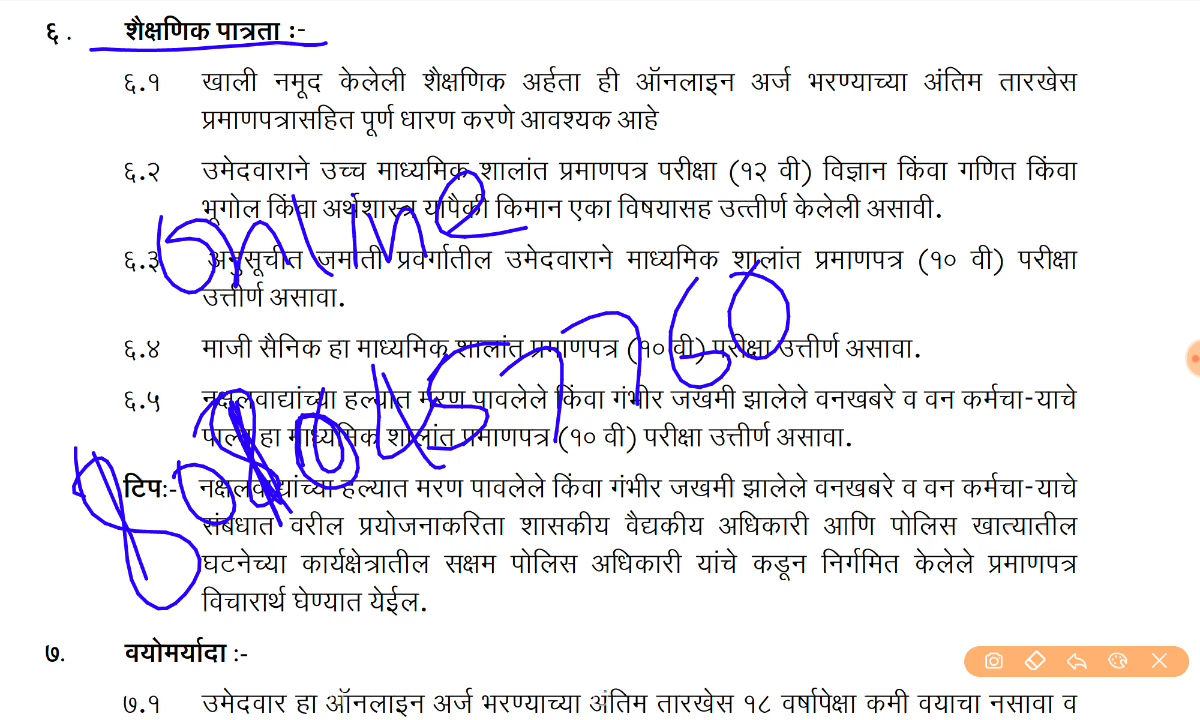 ६. शैक्षणिक पात्रता :-
६.१ खाली नमूद केलेली शैक्षणिक अर्हता ही ऑनलाइन अर्ज भरण्याच्या अंतिम तारखेस
प्रमाणपत्रासहित पूर्ण धारण करणे आवश्यक आहे
६.२ उमेदवाराने उच्च माध्यमिक शालांत प्रमाणपत्र परीक्षा (१२ वी) विज्ञान किंवा गणित किंवा
भूगोल किंवा अर्थशास्त्र यापैकी किमान एका विषयासह उत्तीर्ण केलेली असावी.
online
६.३ अनुसूचीत जमाती प्रवर्गातील उमेदवाराने माध्यमिक शालांत प्रमाणपत्र (१० वी) परीक्षा
उत्तीर्ण असावा.
६.४ माजी सैनिक हा माध्यमिक शालांत प्रमाणपत्र (१० वी) परीक्षा उत्तीर्ण असावा.
६.५ नक्षलवाद्यांच्या हल्यात मरण पावलेले किंवा गंभीर जखमी झालेले वनखबरे व वन कर्मचा-याचे
पाल्य हा माध्यमिक शालांत प्रमाणपत्र (१० वी) परीक्षा उत्तीर्ण असावा.
टिप:- नक्षलवाद्यांच्या हल्यात मरण पावलेले किंवा गंभीर जखमी झालेले वनखबरे व वन कर्मचा-याचे
संबंधात वरील प्रयोजनाकरिता शासकीय वैद्यकीय अधिकारी आणि पोलिस खात्यातील
घटनेच्या कार्यक्षेत्रातील सक्षम पोलिस अधिकारी यांचे कडून निर्गमित केलेले प्रमाणपत्र
विचारार्थ घेण्यात येईल.
७. वयोमर्यादा :-
७.१ उमेदवार हा ऑनलाइन अर्ज भरण्याच्या अंतिम तारखेस १८ वर्षापेक्षा कमी वयाचा नसावा व